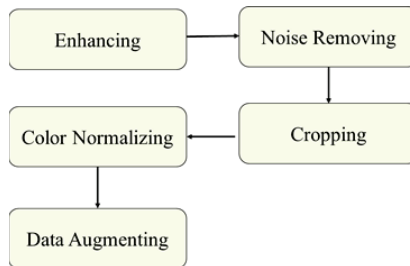 Enhancing
Noise Removing
Cropping
Color Normalizing
Data Augmenting